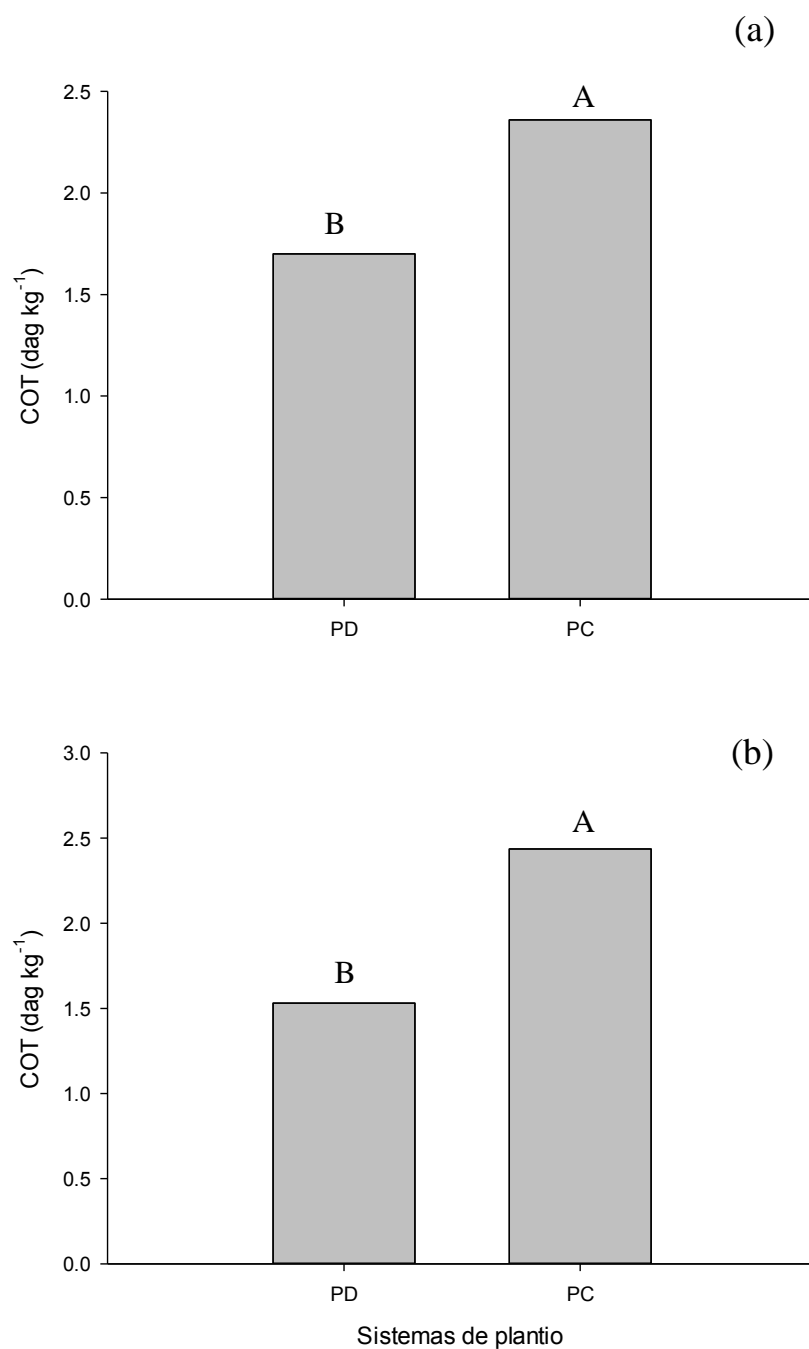 (a)
2.5
2.0
1.5
1.0
0.5
0.0
COT (dag kg⁻¹)
B
A
PD
PC
(b)
3.0
2.5
2.0
1.5
1.0
0.5
0.0
COT (dag kg⁻¹)
B
A
PD
PC
Sistemas de plantio